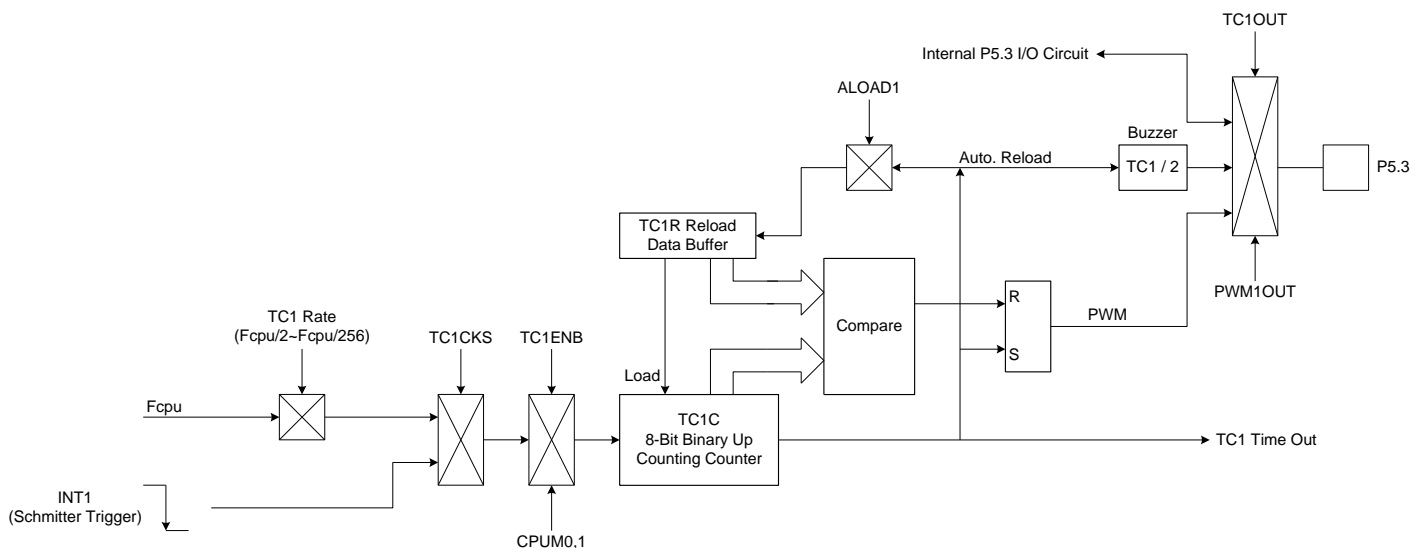 TC1OUT
Internal P5.3 I/O Circuit
ALOAD1
Buzzer
Auto. Reload
TC1 / 2
P5.3
TC1R Reload
Data Buffer
PWM1OUT
R
Compare
PWM
S
TC1 Rate
(Fcpu/2~Fcpu/256)
TC1CKS
TC1ENB
Load
Fcpu
TC1C
8-Bit Binary Up
Counting Counter
TC1 Time Out
INT1
(Schmitter Trigger)
CPUM0,1